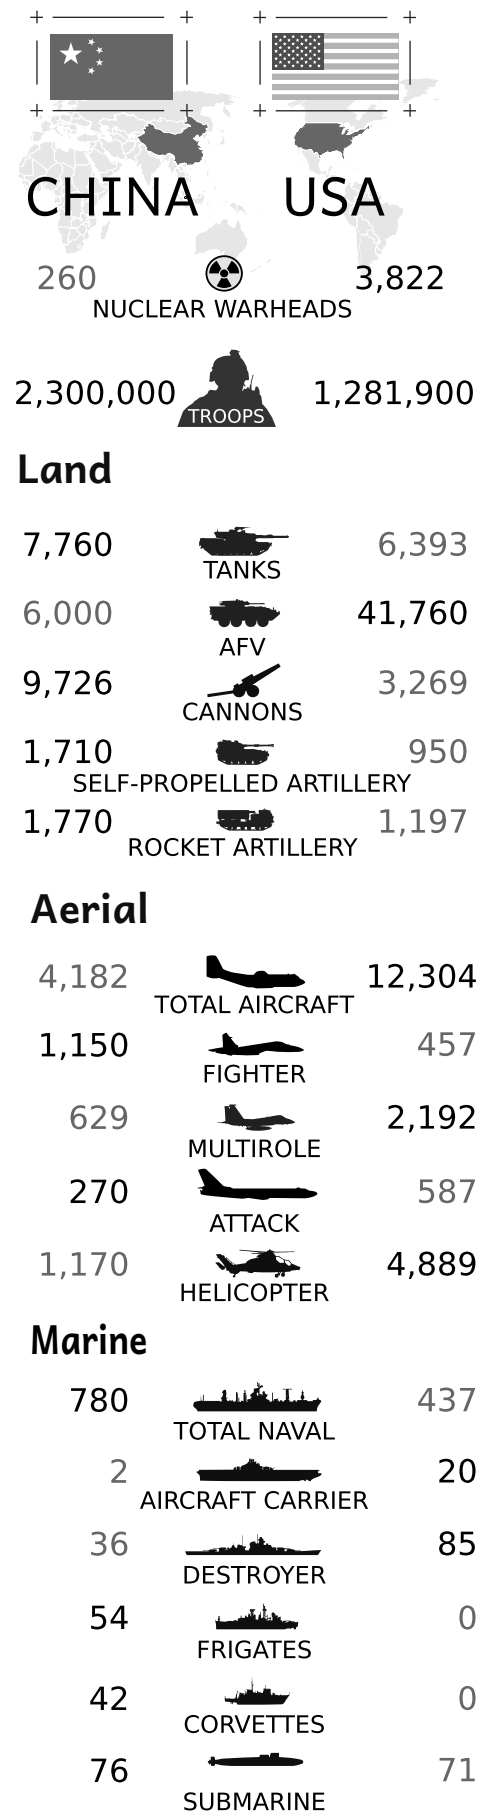 CHINA USA
260 3,822
NUCLEAR WARHEADS
2,300,000 1,281,900
TROOPS
Land
7,760 6,393
TANKS
6,000 41,760
AFV
9,726 3,269
CANNONS
1,710 950
SELF-PROPELLED ARTILLERY
1,770 1,197
ROCKET ARTILLERY
Aerial
4,182 12,304
TOTAL AIRCRAFT
1,150 457
FIGHTER
629 2,192
MULTIROLE
270 587
ATTACK
1,170 4,889
HELICOPTER
Marine
780 437
TOTAL NAVAL
2 20
AIRCRAFT CARRIER
36 85
DESTROYER
54 0
FRIGATES
42 0
CORVETTES
76 71
SUBMARINE